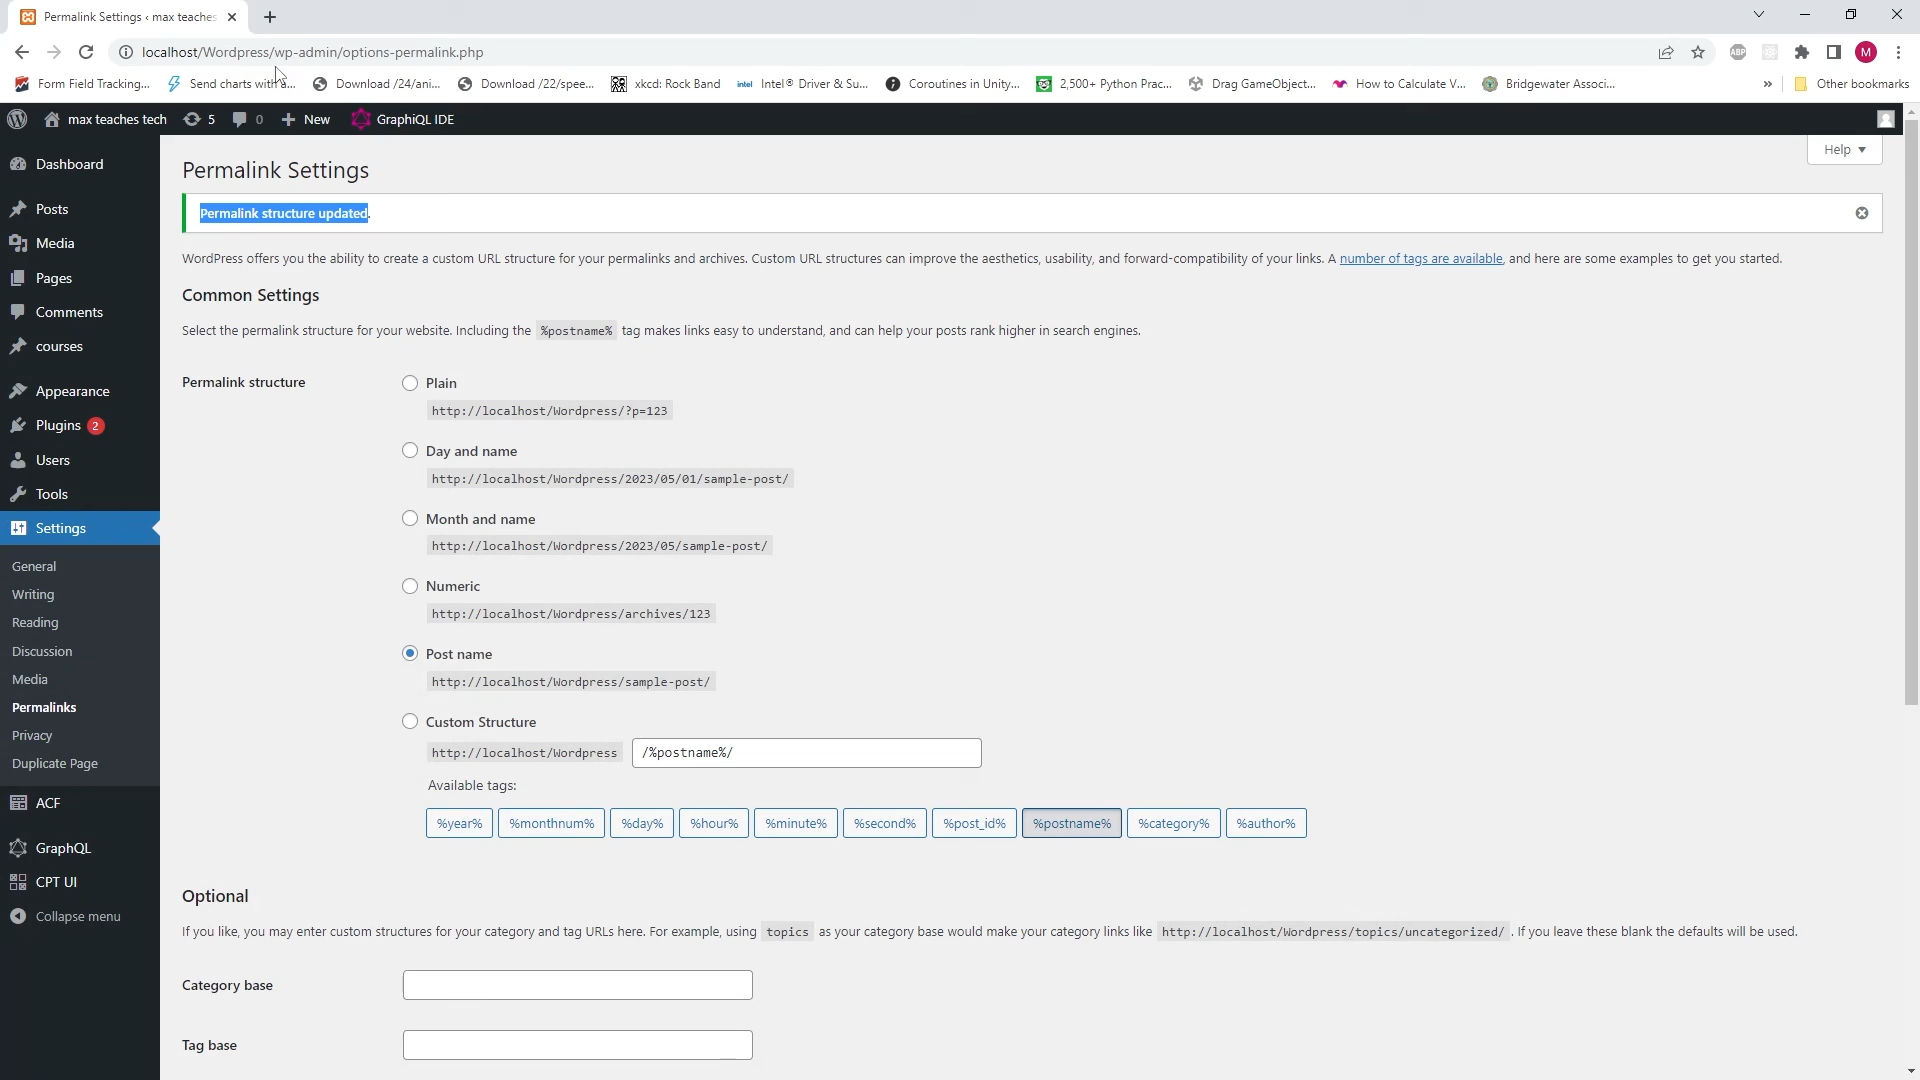 Permalink Settings ‹ max teaches
localhost/Wordpress/wp-admin/options-permalink.php
ABP
M
Form Field Tracking...
Send charts with a...
Download /24/ani...
Download /22/spee...
xkcd: Rock Band
intel
Intel® Driver & Su...
Coroutines in Unity...
2,500+ Python Prac...
Drag GameObject...
How to Calculate V...
Bridgewater Associ...
»
Other bookmarks
max teaches tech
5
0
New
GraphiQL IDE
Help
Dashboard
Posts
Media
Pages
Comments
courses
Appearance
Plugins 2
Users
Tools
Settings
General
Writing
Reading
Discussion
Media
Permalinks
Privacy
Duplicate Page
ACF
GraphQL
CPT UI
Collapse menu
Permalink Settings
Permalink structure updated.
WordPress offers you the ability to create a custom URL structure for your permalinks and archives. Custom URL structures can improve the aesthetics, usability, and forward-compatibility of your links. A number of tags are available, and here are some examples to get you started.
Common Settings
Select the permalink structure for your website. Including the %postname% tag makes links easy to understand, and can help your posts rank higher in search engines.
Permalink structure
Plain
http://localhost/Wordpress/?p=123
Day and name
http://localhost/Wordpress/2023/05/01/sample-post/
Month and name
http://localhost/Wordpress/2023/05/sample-post/
Numeric
http://localhost/Wordpress/archives/123
Post name
http://localhost/Wordpress/sample-post/
Custom Structure
http://localhost/Wordpress /%postname%/
Available tags:
%year% %monthnum% %day% %hour% %minute% %second% %post_id% %postname% %category% %author%
Optional
If you like, you may enter custom structures for your category and tag URLs here. For example, using topics as your category base would make your category links like http://localhost/Wordpress/topics/uncategorized/ . If you leave these blank the defaults will be used.
Category base
Tag base